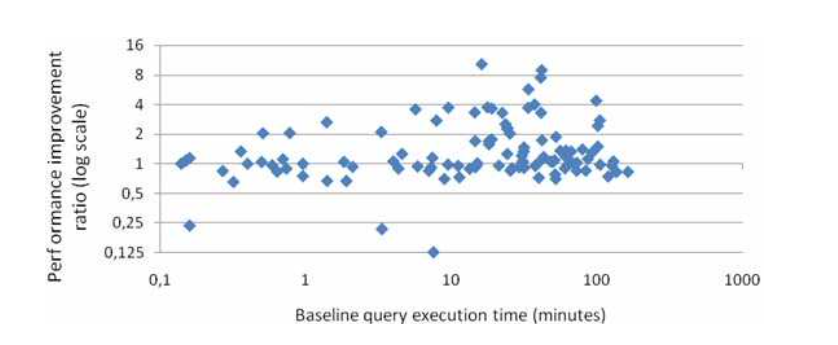 Perf ormance improvement
ratio (log scale)
16
8
4
2
1
0,5
0,25
0,125
0,1 1 10 100 1000
Baseline query execution time (minutes)